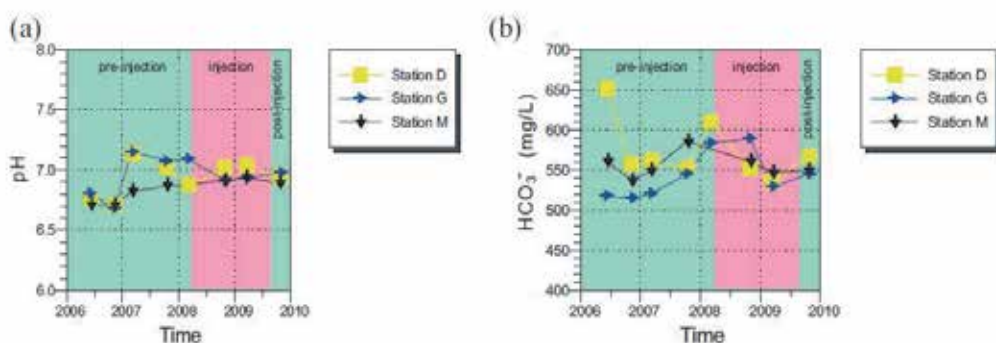 (a)
8.0
7.5
7.0
6.5
6.0
pH
pre-injection
injection
post-injection
2006
2007
2008
2009
2010
Time
Station D
Station G
Station M
(b)
700
650
600
550
500
450
400
HCO₃⁻ (mg/L)
pre-injection
injection
post-injection
2006
2007
2008
2009
2010
Time
Station D
Station G
Station M